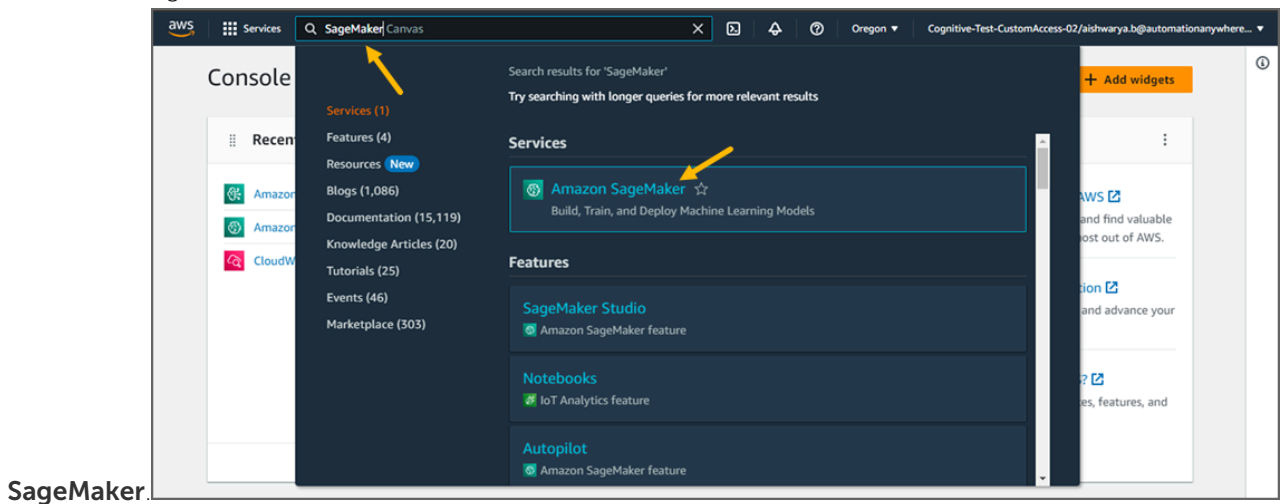 aws Services SageMaker Canvas Oregon ▼ Cognitive-Test-CustomAccess-02/aishwarya.b@automationanywhere... ▼
Console
+ Add widgets
Search results for 'SageMaker'
Try searching with longer queries for more relevant results
Services (1)
Features (4)
Resources New
Blogs (1,086)
Documentation (15,119)
Knowledge Articles (20)
Tutorials (25)
Events (46)
Marketplace (303)
Services
Amazon SageMaker
Build, Train, and Deploy Machine Learning Models
Features
SageMaker Studio
Amazon SageMaker feature
Notebooks
IoT Analytics feature
Autopilot
Amazon SageMaker feature
Recen
Amazon
Amazon
CloudW
AWS
and find valuable
ost out of AWS.
tion
and advance your
?
es, features, and
SageMaker.